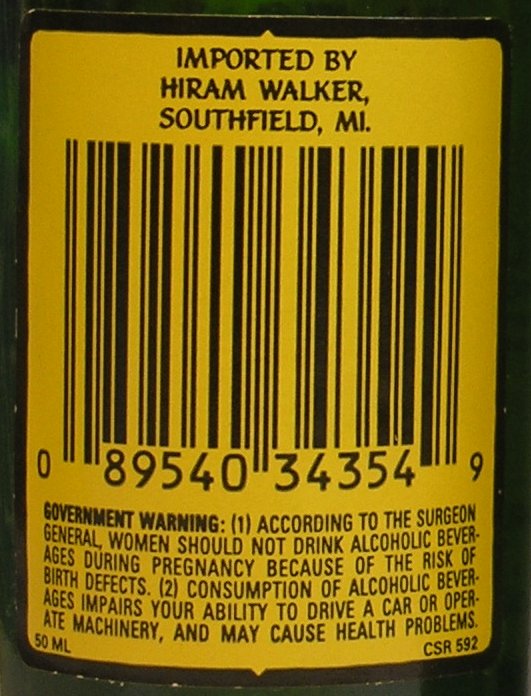 IMPORTED BY
HIRAM WALKER,
SOUTHFIELD, MI.
0 89540 34354 9
GOVERNMENT WARNING: (1) ACCORDING TO THE SURGEON
GENERAL, WOMEN SHOULD NOT DRINK ALCOHOLIC BEVER-
AGES DURING PREGNANCY BECAUSE OF THE RISK OF
BIRTH DEFECTS. (2) CONSUMPTION OF ALCOHOLIC BEVER-
AGES IMPAIRS YOUR ABILITY TO DRIVE A CAR OR OPER-
ATE MACHINERY, AND MAY CAUSE HEALTH PROBLEMS.
50 ML CSR 592